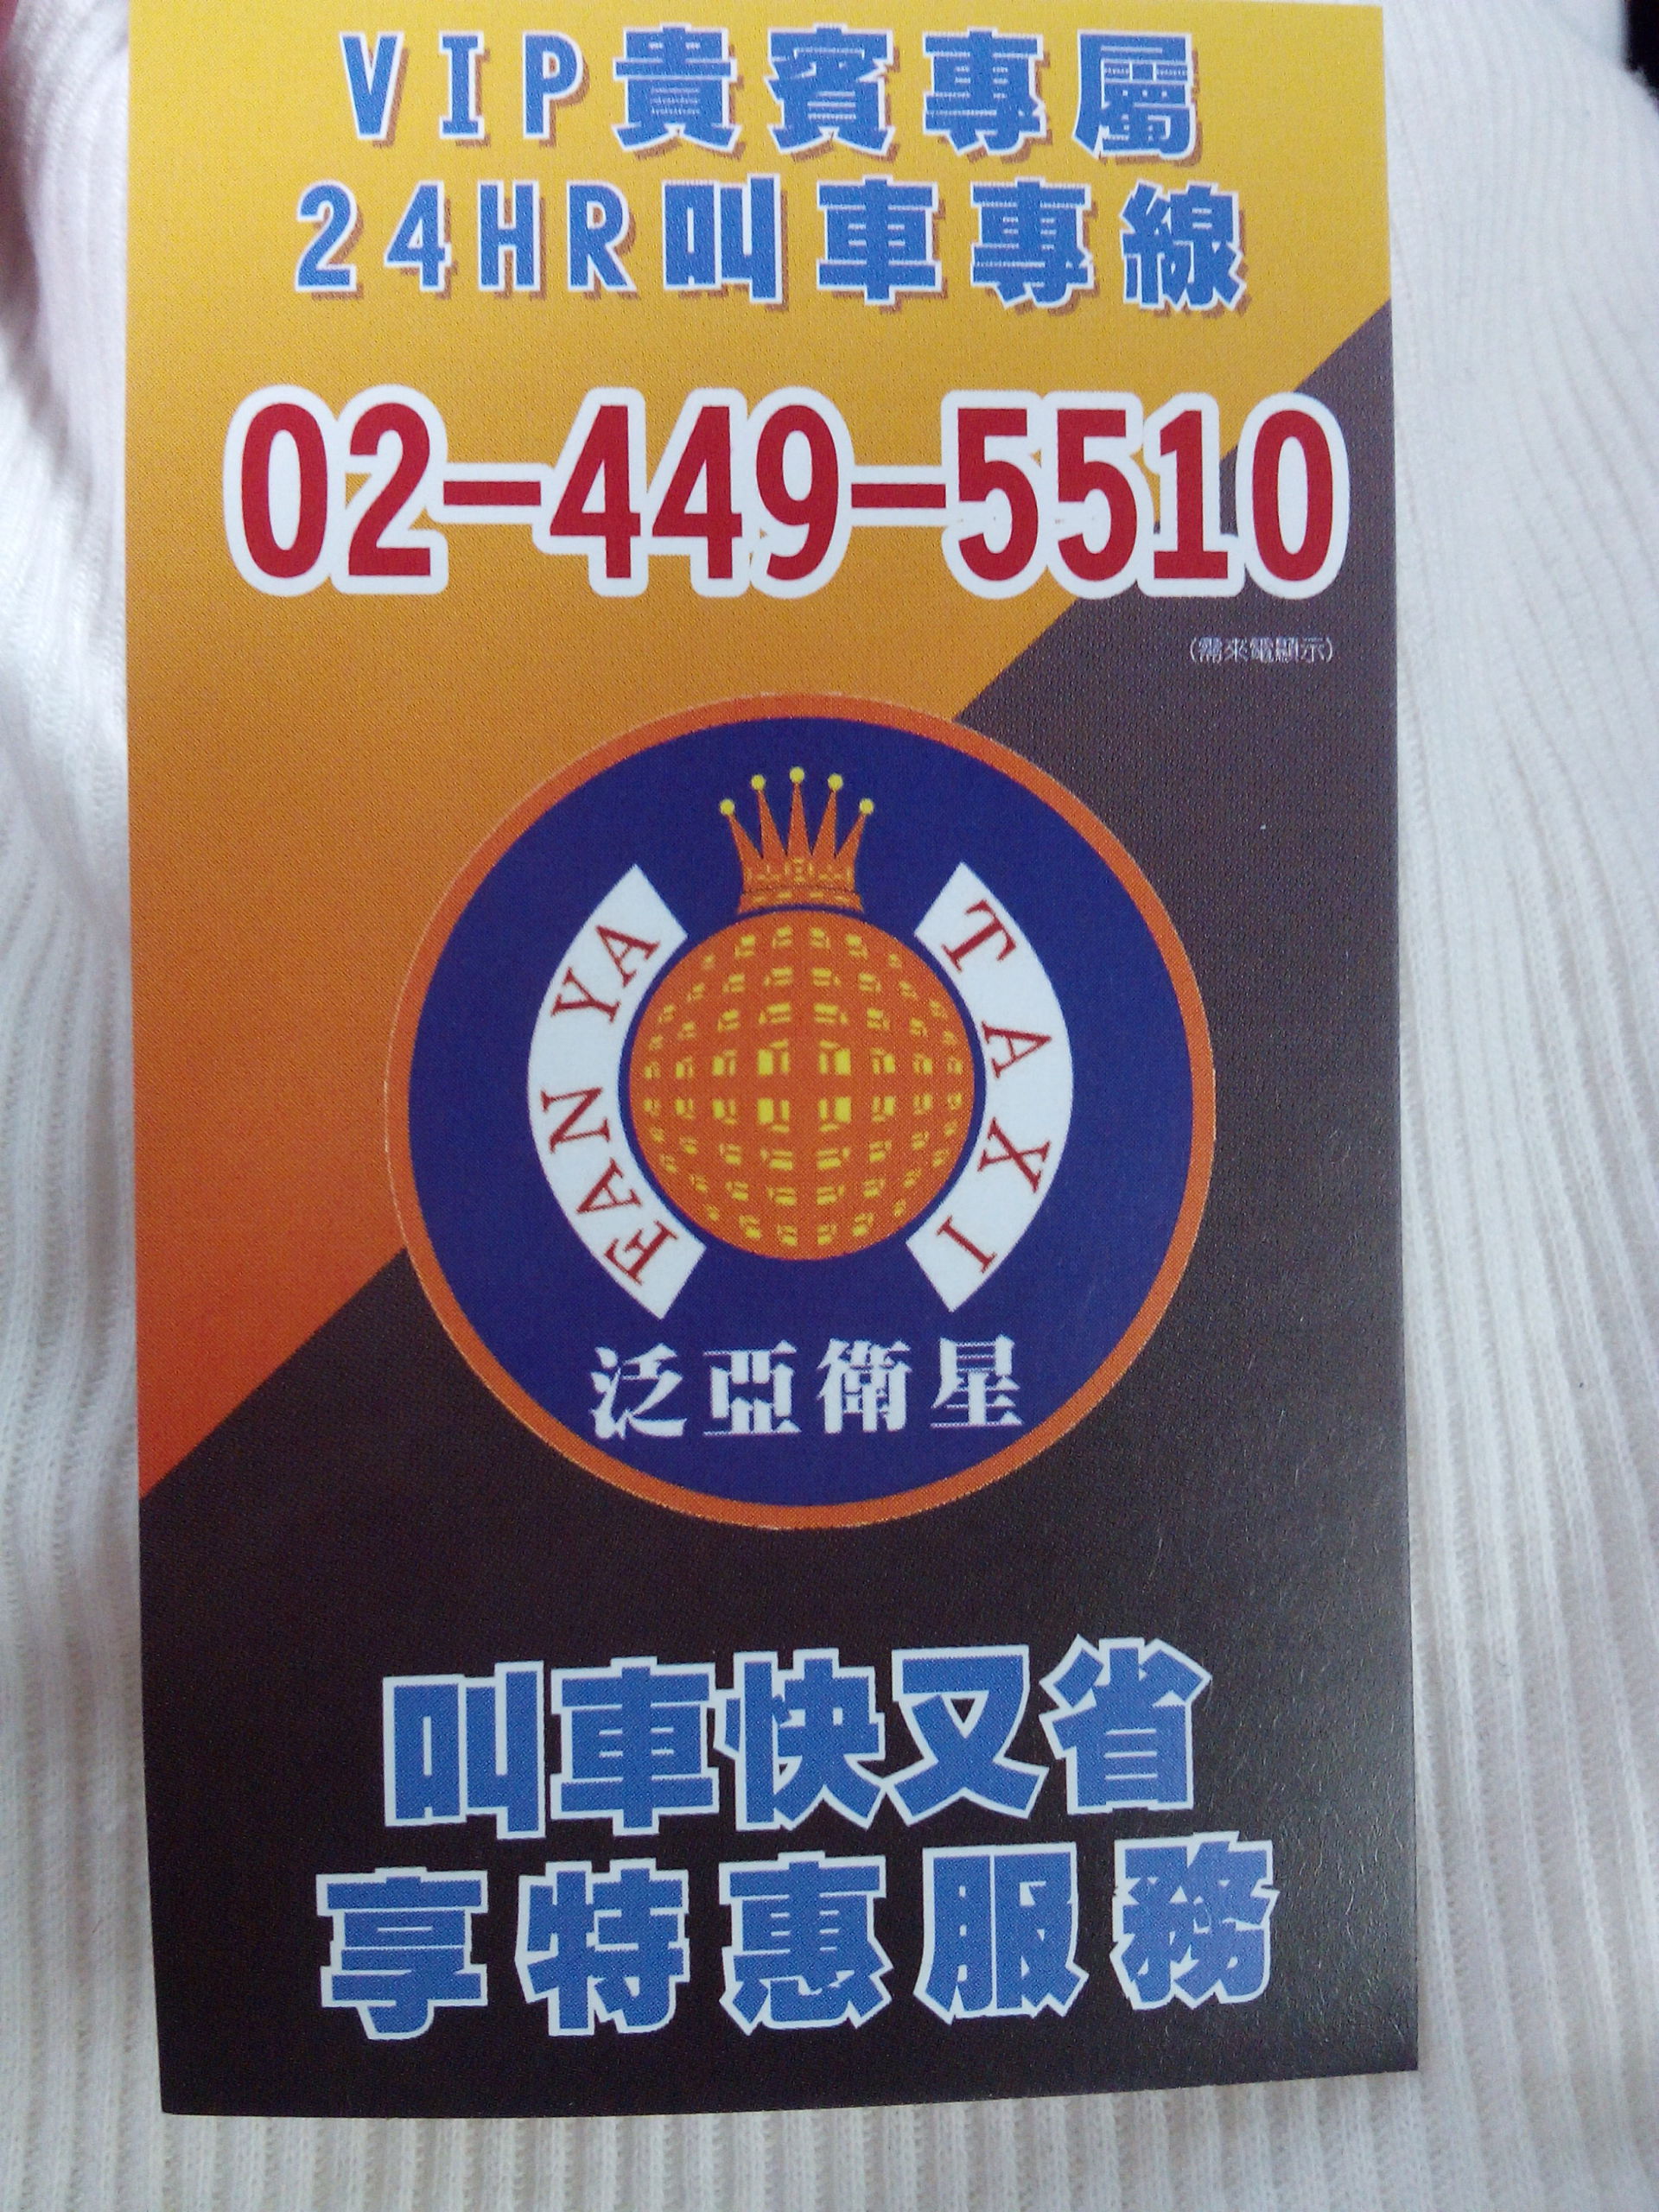 VIP貴賓專屬
24HR叫車專線
02-449-5510
(需來電顯示)
FAN YA TAXI
泛亞衛星
叫車快又省
享特惠服務